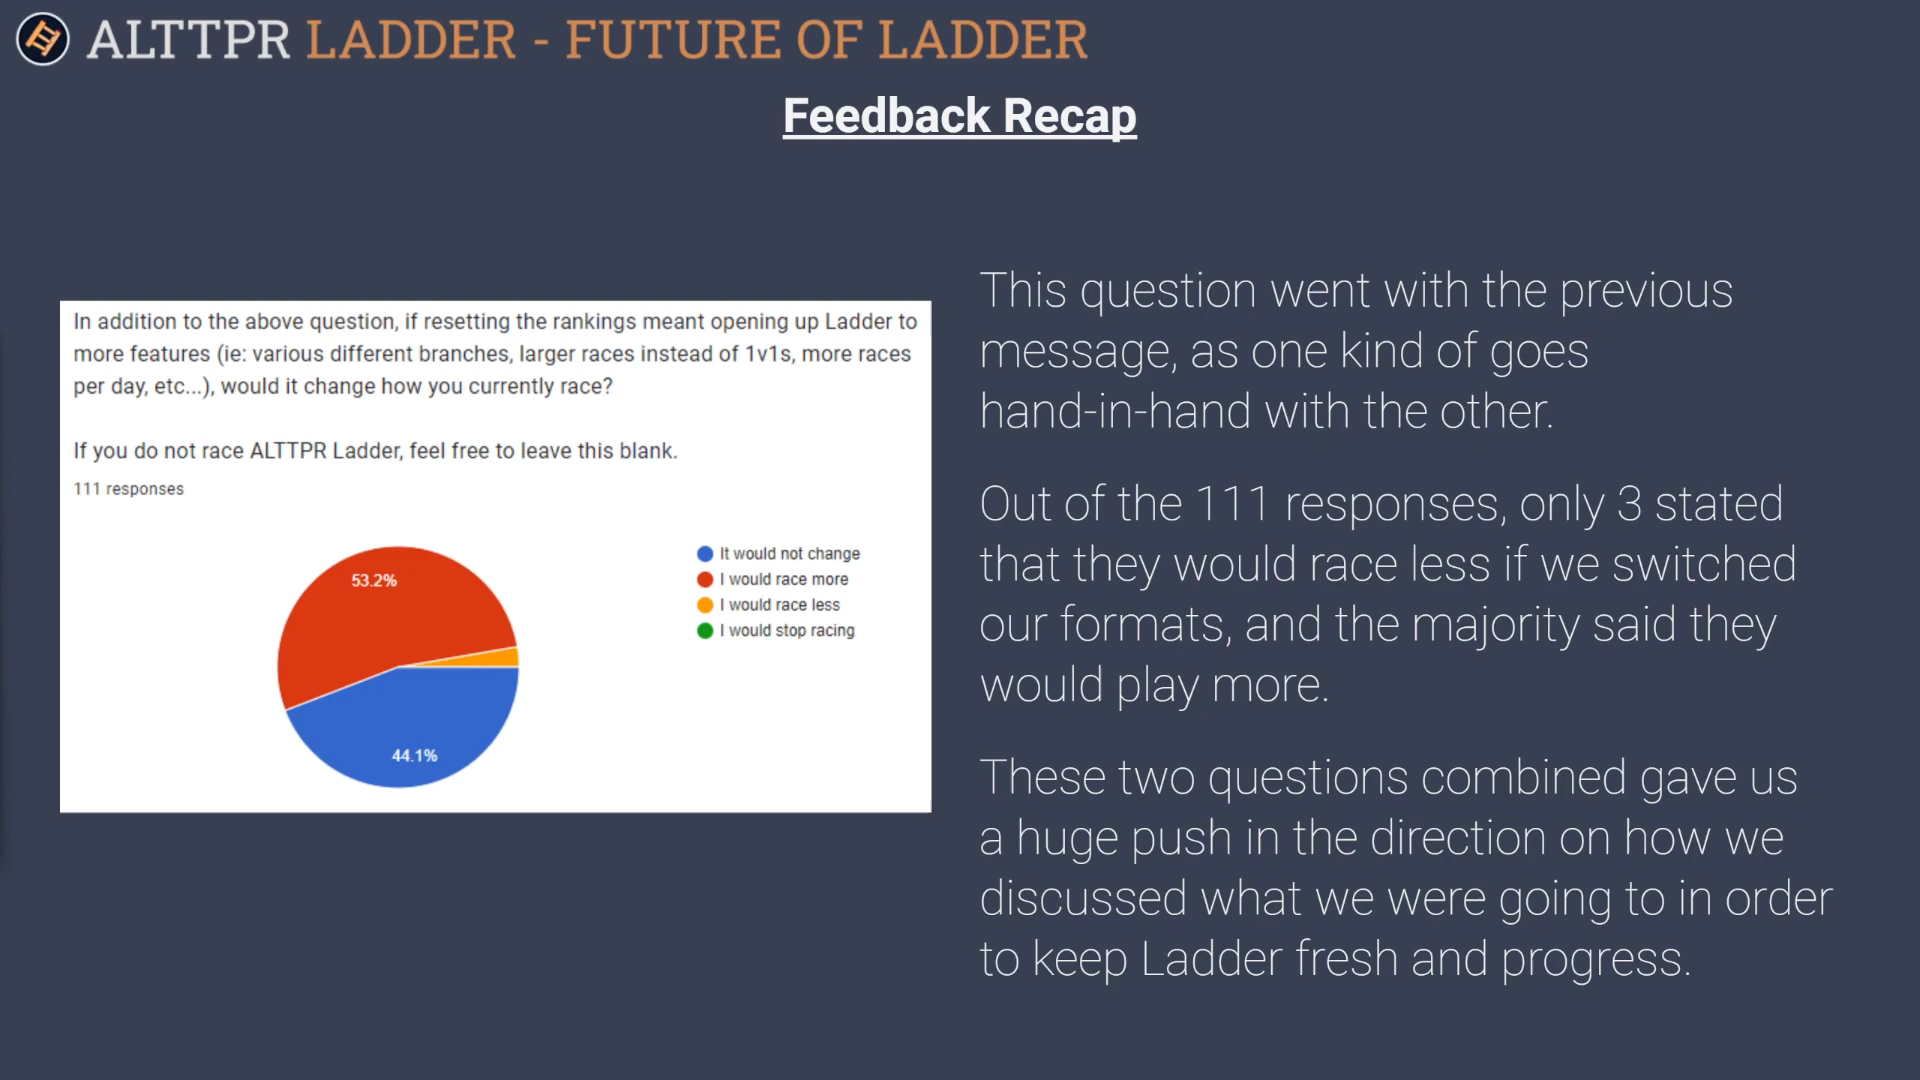 ALTTPR LADDER - FUTURE OF LADDER
Feedback Recap
In addition to the above question, if resetting the rankings meant opening up Ladder to
more features (ie: various different branches, larger races instead of 1v1s, more races
per day, etc...), would it change how you currently race?
If you do not race ALTTPR Ladder, feel free to leave this blank.
111 responses
53.2%
44.1%
It would not change
I would race more
I would race less
I would stop racing
This question went with the previous
message, as one kind of goes
hand-in-hand with the other.
Out of the 111 responses, only 3 stated
that they would race less if we switched
our formats, and the majority said they
would play more.
These two questions combined gave us
a huge push in the direction on how we
discussed what we were going to in order
to keep Ladder fresh and progress.